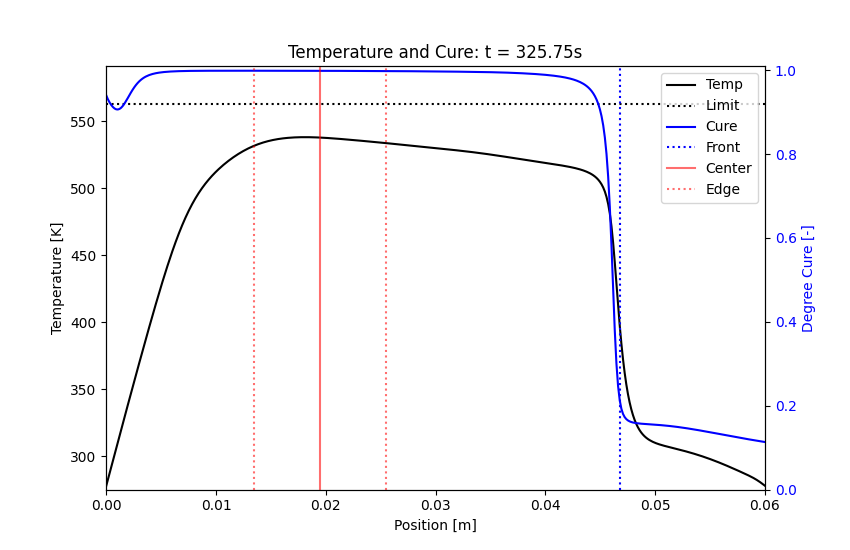 Temperature and Cure: t = 325.75s
Temperature [K]
550
500
450
400
350
300
Temp
Limit
Cure
Front
Center
Edge
1.0
0.8
0.6
0.4
0.2
0.0
Degree Cure [-]
0.00 0.01 0.02 0.03 0.04 0.05 0.06
Position [m]